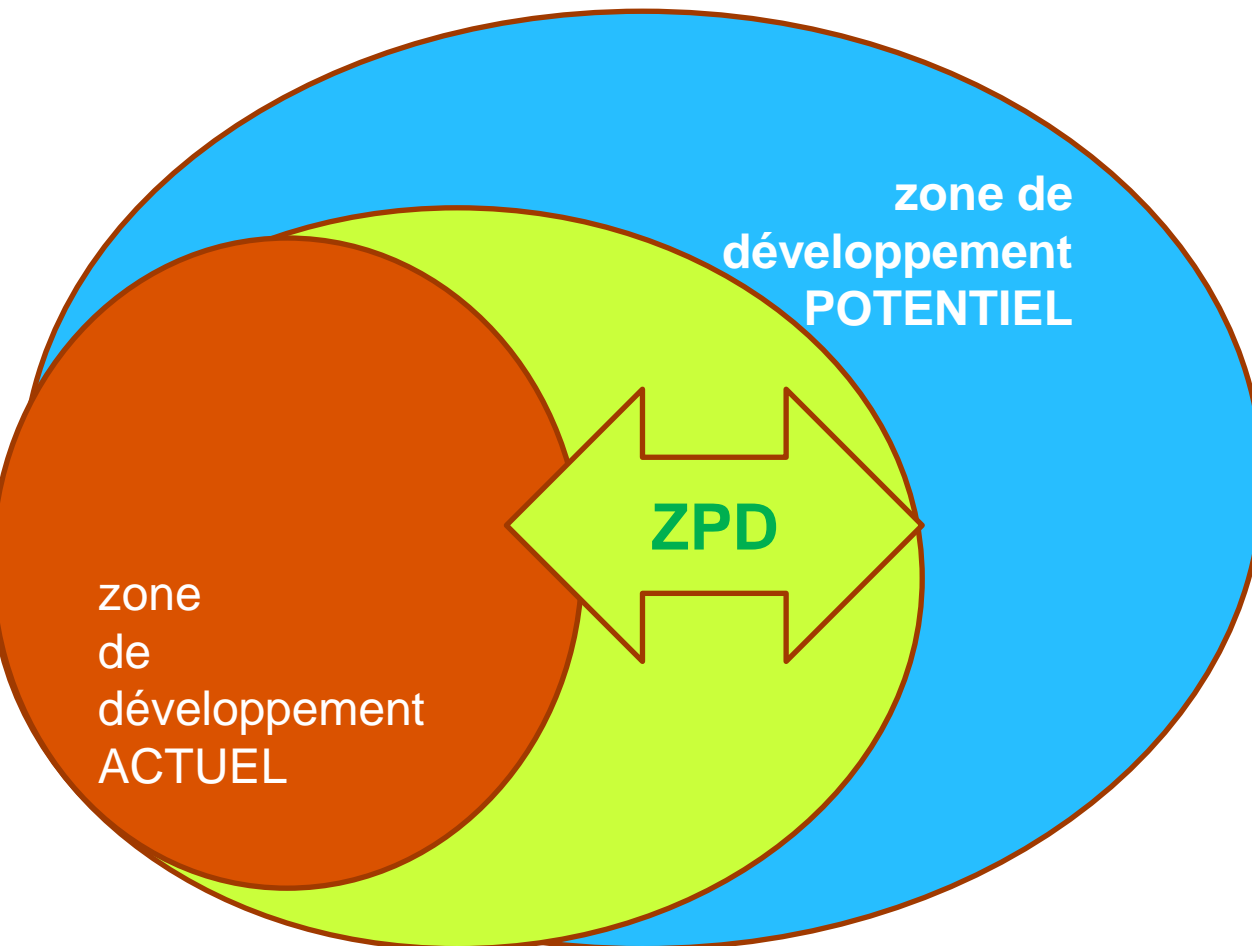 zone de
développement
POTENTIEL
ZPD
zone
de
développement
ACTUEL